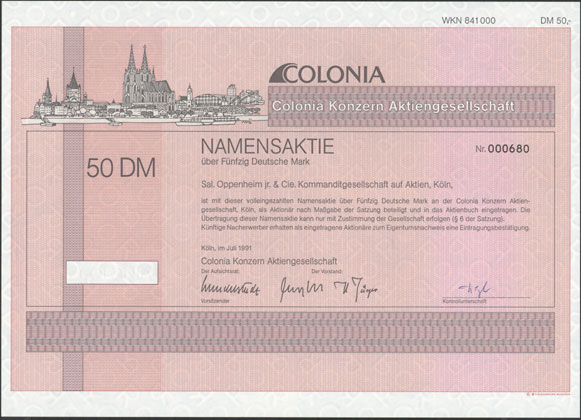 WKN 841000 DM 50,-
COLONIA
Colonia Konzern Aktiengesellschaft
NAMENSAKTIE
über Fünfzig Deutsche Mark
Nr. 000680
50 DM
Sal. Oppenheim jr. & Cie. Kommanditgesellschaft auf Aktien, Köln,
ist mit dieser volleingezahlten Namensaktie über Fünfzig Deutsche Mark an der Colonia Konzern Aktien-
gesellschaft, Köln, als Aktionär nach Maßgabe der Satzung beteiligt und in das Aktienbuch eingetragen. Die
Übertragung dieser Namensaktie kann nur mit Zustimmung der Gesellschaft erfolgen (§ 6 der Satzung).
Künftige Nacherwerber als eingetragene Aktionäre zum Eigentumsnachweis eine Eintragungsbestätigung.
Köln, im Juli 1991
Colonia Konzern Aktiengesellschaft
Der Aufsichtsrat: Der Vorstand:
Vorsitzender
Kontrollunterschrift